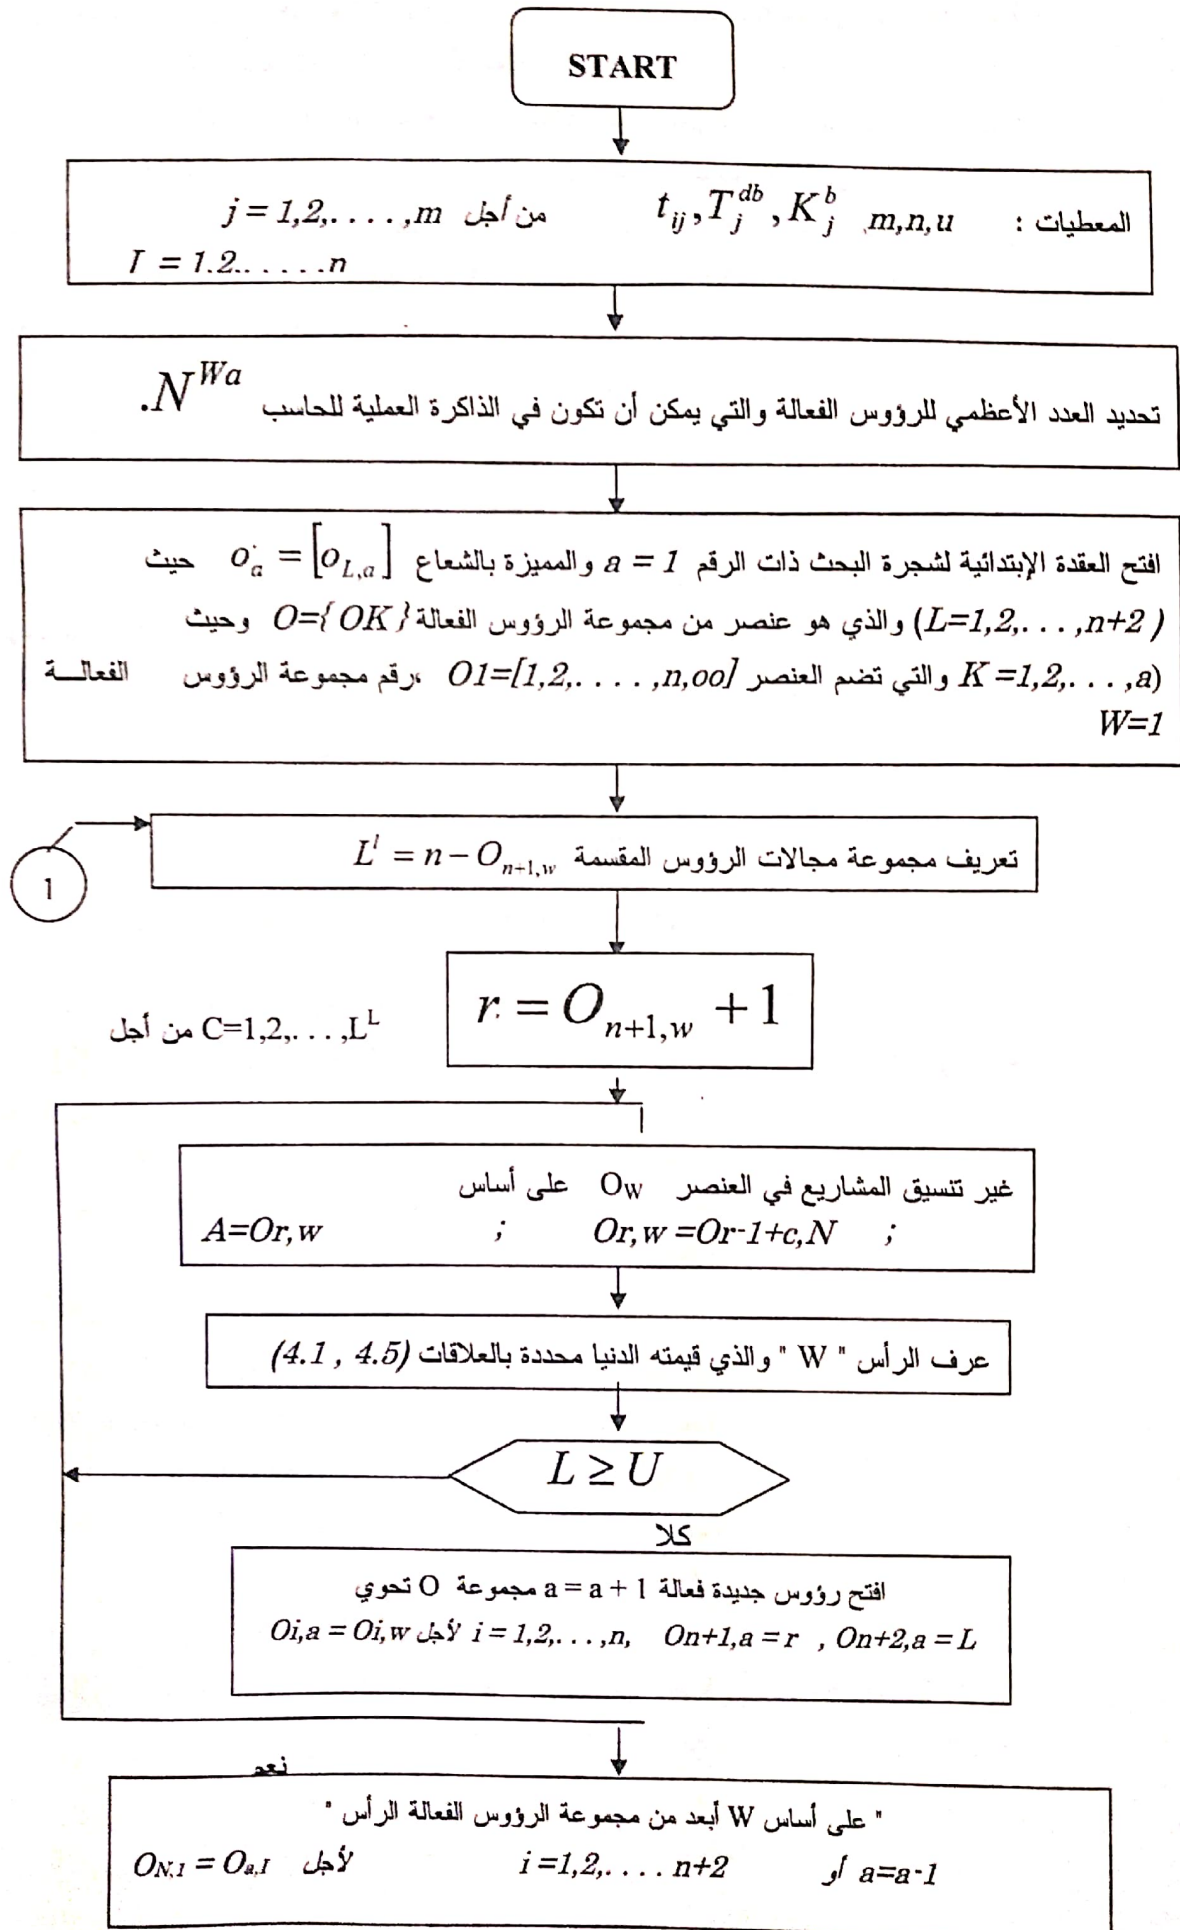 START
المعطيات : m,n,u , t_{ij}, T_j^{db}, K_j^b من أجل j = 1,2,. . . .,m
I = 1.2. . . . . .n
تحديد العدد الأعظمي للرؤوس الفعالة والتي يمكن أن تكون في الذاكرة العملية للحاسب N^{Wa}.
افتح العقدة الإبتدائية لشجرة البحث ذات الرقم a = 1 والمميزة بالشعاع o_a = [o_{L,a}] حيث
(L=1,2,. . . ,n+2 ) والذي هو عنصر من مجموعة الرؤوس الفعالة O={ OK } وحيث
K =1,2,. . . ,a) والتي تضم العنصر O1=[1,2,. . . .,n,oo] ،رقم مجموعة الرؤوس الفعالة
W=1
1
تعريف مجموعة مجالات الرؤوس المقسمة L^l = n − O_{n+1,w}
r = O_{n+1,w} + 1
من أجل C=1,2,. . . ,L^L
غير تنسيق المشاريع في العنصر Ow على أساس
A=Or,w ; Or,w =Or-1+c,N ;
عرف الرأس " W " والذي قيمته الدنيا محددة بالعلاقات (4.1 , 4.5)
L ≥ U
كلا
افتح رؤوس جديدة فعالة a = a + 1 مجموعة O تحوي
Oi,a = Oi,w لأجل i = 1,2,. . . ,n, On+1,a = r , On+2,a = L
نعم
" على أساس W أبعد من مجموعة الرؤوس الفعالة الرأس "
O_{N,1} = O_{a,I} لأجل i =1,2,. . . . n+2 أو a=a-1